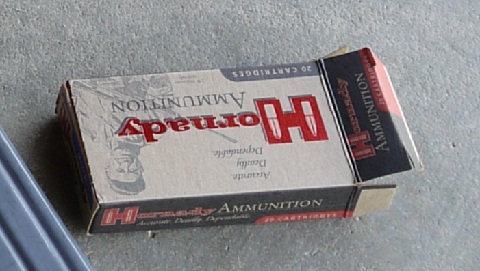 20 CARTRIDGES
AMMUNITION
Hornady
Accurate
Deadly
Dependable
Hornady
AMMUNITION
Hornady AMMUNITION
Accurate, Deadly, Dependable
20 CARTRIDGES